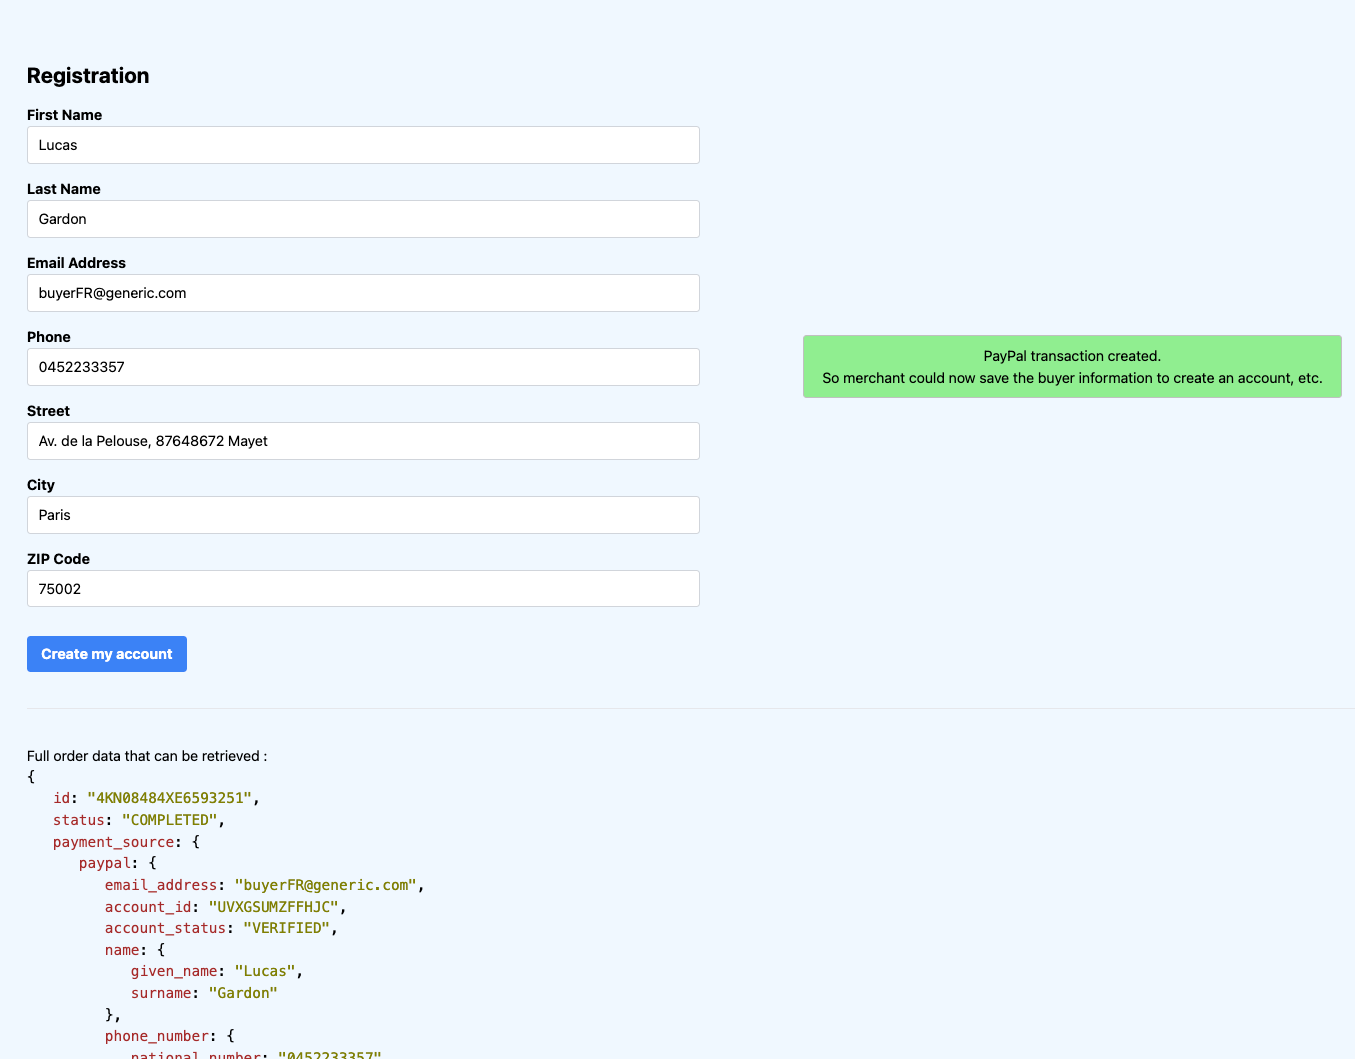 Registration
First Name
Lucas
Last Name
Gardon
Email Address
buyerFR@generic.com
Phone
0452233357
PayPal transaction created.
So merchant could now save the buyer information to create an account, etc.
Street
Av. de la Pelouse, 87648672 Mayet
City
Paris
ZIP Code
75002
Create my account
Full order data that can be retrieved :
{
id: "4KN08484XE6593251",
status: "COMPLETED",
payment_source: {
paypal: {
email_address: "buyerFR@generic.com",
account_id: "UVXGSUMZFFHJC",
account_status: "VERIFIED",
name: {
given_name: "Lucas",
surname: "Gardon"
},
phone_number: {
national_number: "0452233357"